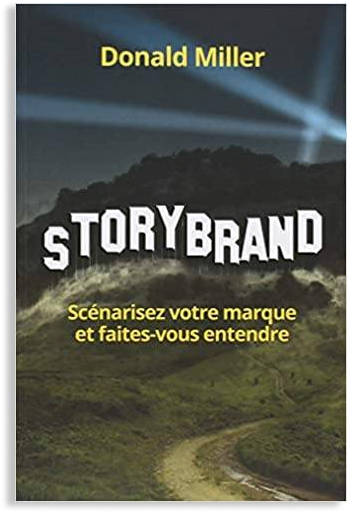 Donald Miller
STORYBRAND
Scénarisez votre marque
et faites-vous entendre